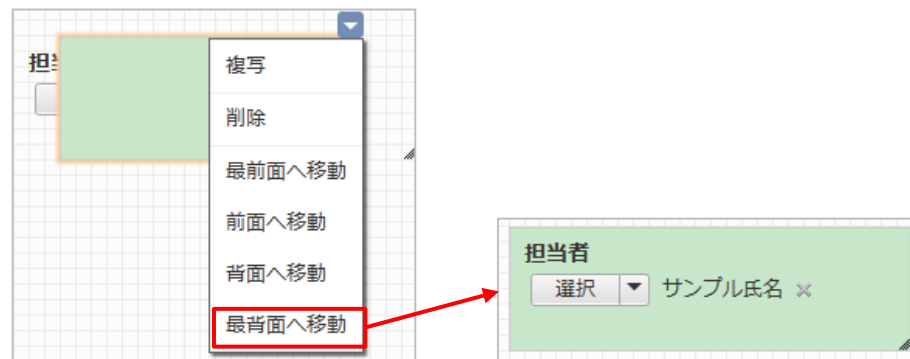 担当
複写
削除
最前面へ移動
前面へ移動
背面へ移動
最背面へ移動
担当者
選択 サンプル氏名